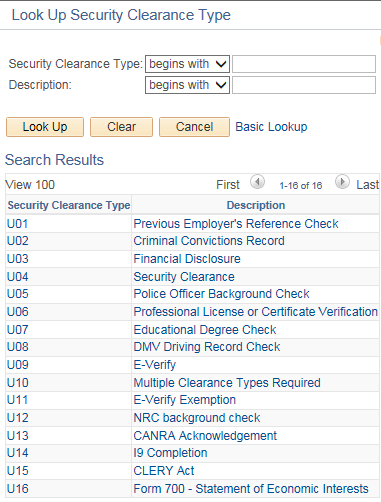 Look Up Security Clearance Type
Security Clearance Type: begins with
Description: begins with
Look Up Clear Cancel Basic Lookup
Search Results
View 100 First 1-16 of 16 Last
Security Clearance Type Description
U01 Previous Employer's Reference Check
U02 Criminal Convictions Record
U03 Financial Disclosure
U04 Security Clearance
U05 Police Officer Background Check
U06 Professional License or Certificate Verification
U07 Educational Degree Check
U08 DMV Driving Record Check
U09 E-Verify
U10 Multiple Clearance Types Required
U11 E-Verify Exemption
U12 NRC background check
U13 CANRA Acknowledgement
U14 I9 Completion
U15 CLERY Act
U16 Form 700 - Statement of Economic Interests